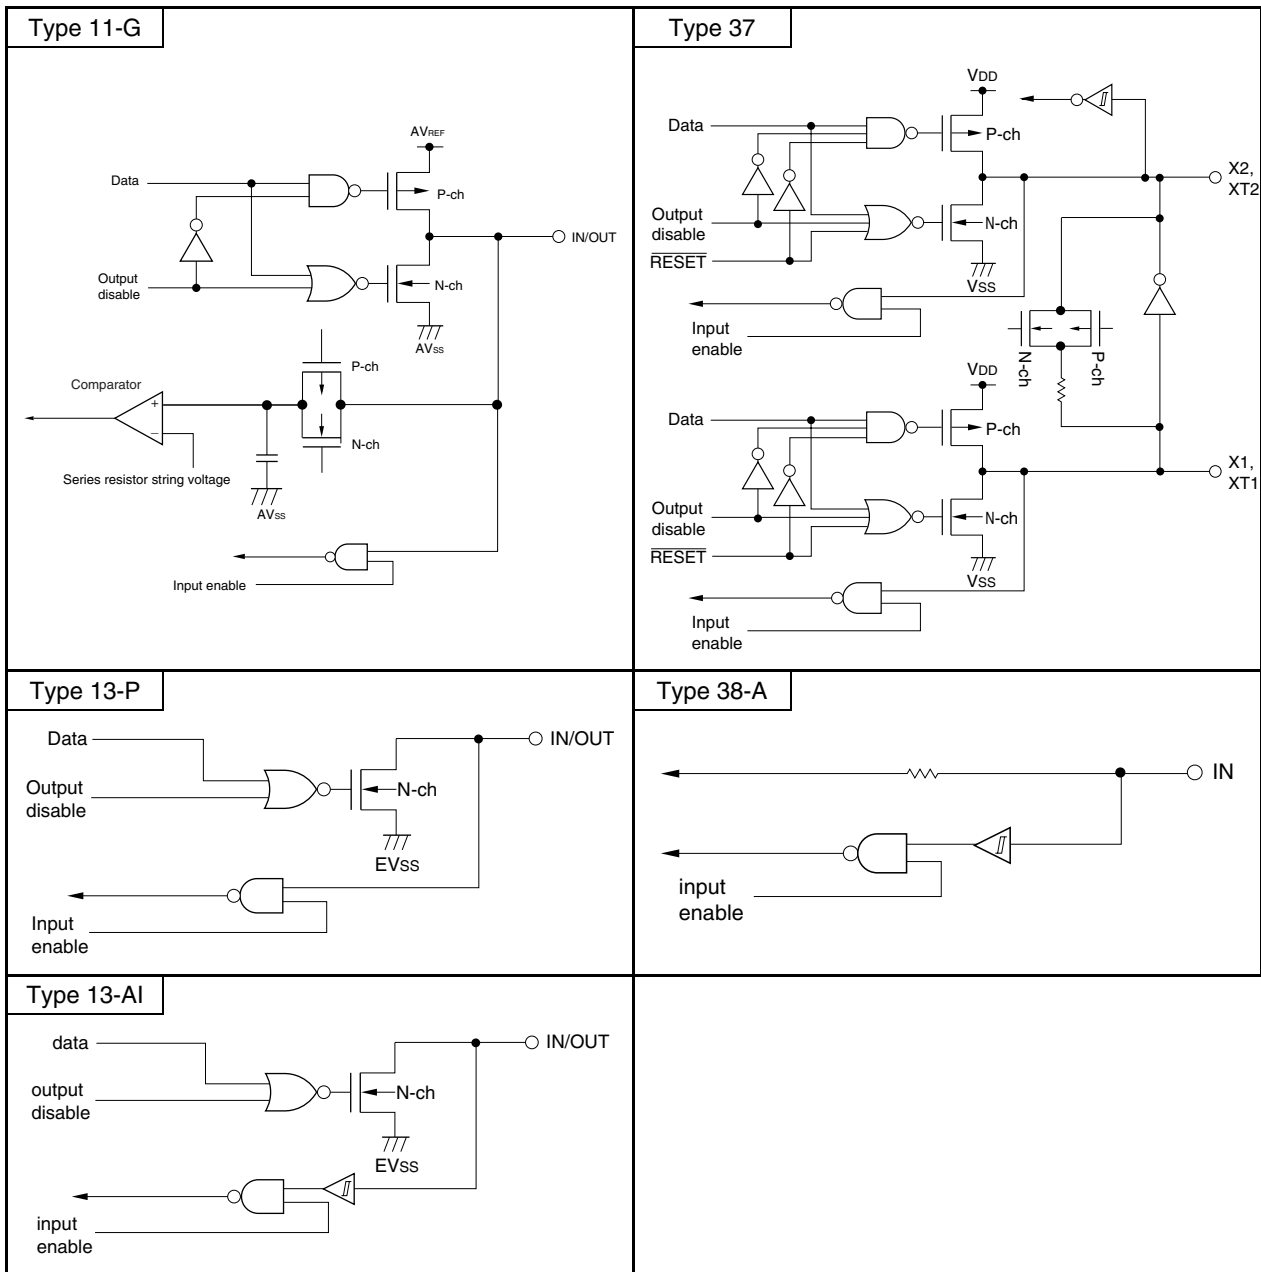 Type 11-G
AVREF
Data
P-ch
IN/OUT
Output
disable
N-ch
AVSS
P-ch
Comparator
+
−
N-ch
Series resistor string voltage
AVSS
Input enable
Type 37
VDD
Data
P-ch
X2,
XT2
Output
disable
N-ch
RESET
VSS
Input
enable
N-ch
P-ch
VDD
Data
P-ch
X1,
XT1
Output
disable
N-ch
RESET
VSS
Input
enable
Type 13-P
Data
IN/OUT
Output
disable
N-ch
EVSS
Input
enable
Type 38-A
IN
input
enable
Type 13-AI
data
IN/OUT
output
disable
N-ch
EVSS
input
enable